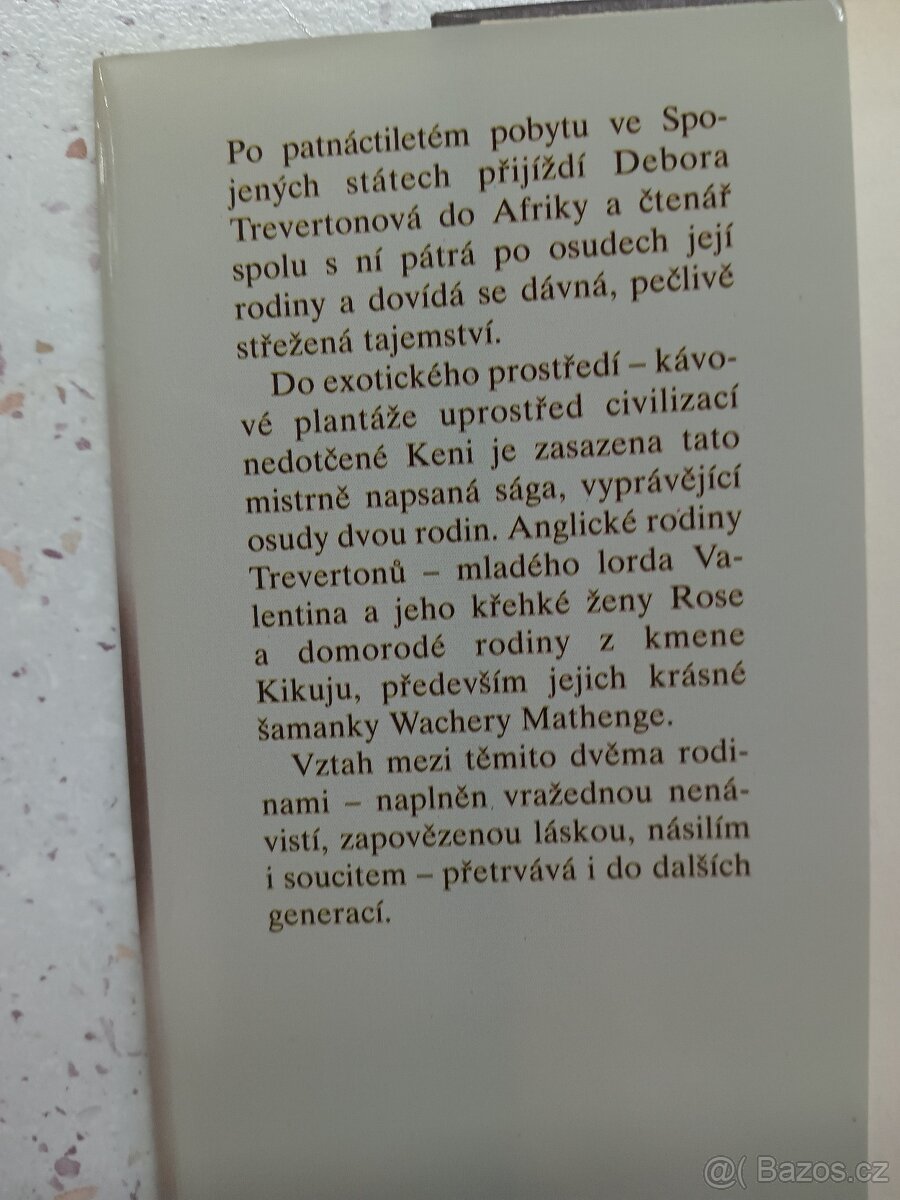 Po patnáctiletém pobytu ve Spo-
jených státech přijíždí Debora
Trevertonová do Afriky a čtenář
spolu s ní pátrá po osudech její
rodiny a dovídá se dávná, pečlivě
střežená tajemství.
Do exotického prostředí – kávo-
vé plantáže uprostřed civilizací
nedotčené Keni je zasazena tato
mistrně napsaná sága, vyprávějící
osudy dvou rodin. Anglické rodiny
Trevertonů – mladého lorda Va-
lentina a jeho křehké ženy Rose
a domorodé rodiny z kmene
Kikuju, především jejich krásné
šamanky Wachery Mathenge.
Vztah mezi těmito dvěma rodi-
nami – naplněn vražednou nená-
vistí, zapovězenou láskou, násilím
i soucitem – přetrvává i do dalších
generací.
@( Bazos.cz